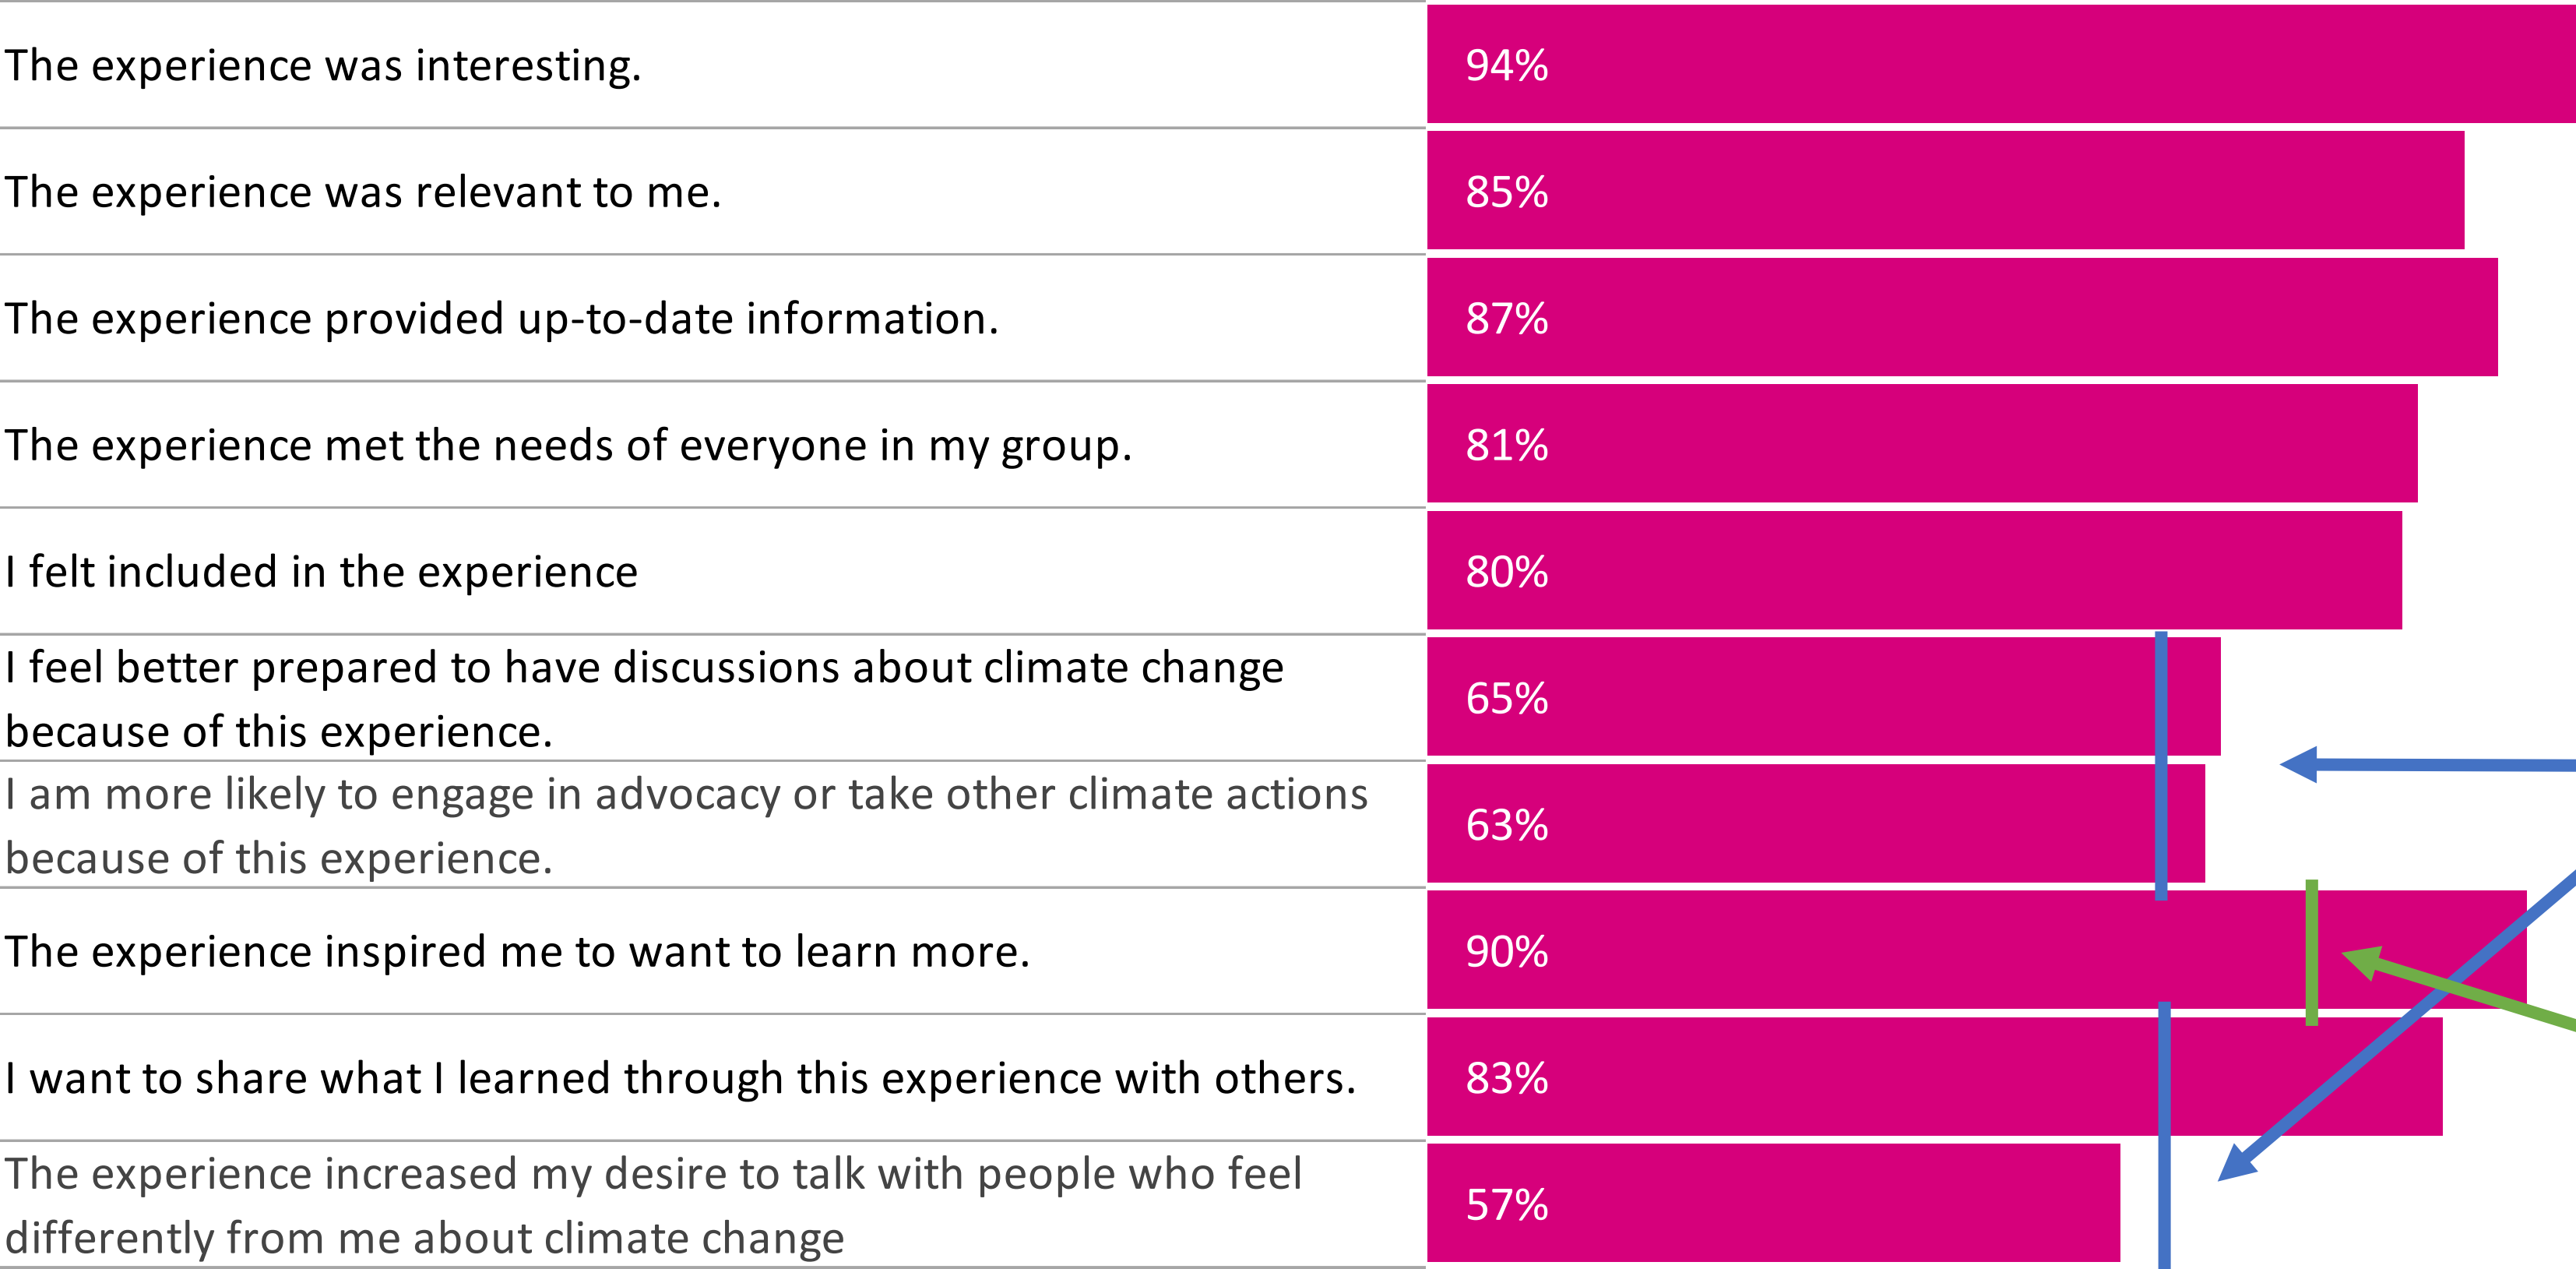 The experience was interesting.
94%
The experience was relevant to me.
85%
The experience provided up-to-date information.
87%
The experience met the needs of everyone in my group.
81%
I felt included in the experience
80%
I feel better prepared to have discussions about climate change
because of this experience.
65%
I am more likely to engage in advocacy or take other climate actions
because of this experience.
63%
The experience inspired me to want to learn more.
90%
I want to share what I learned through this experience with others.
83%
The experience increased my desire to talk with people who feel
differently from me about climate change
57%